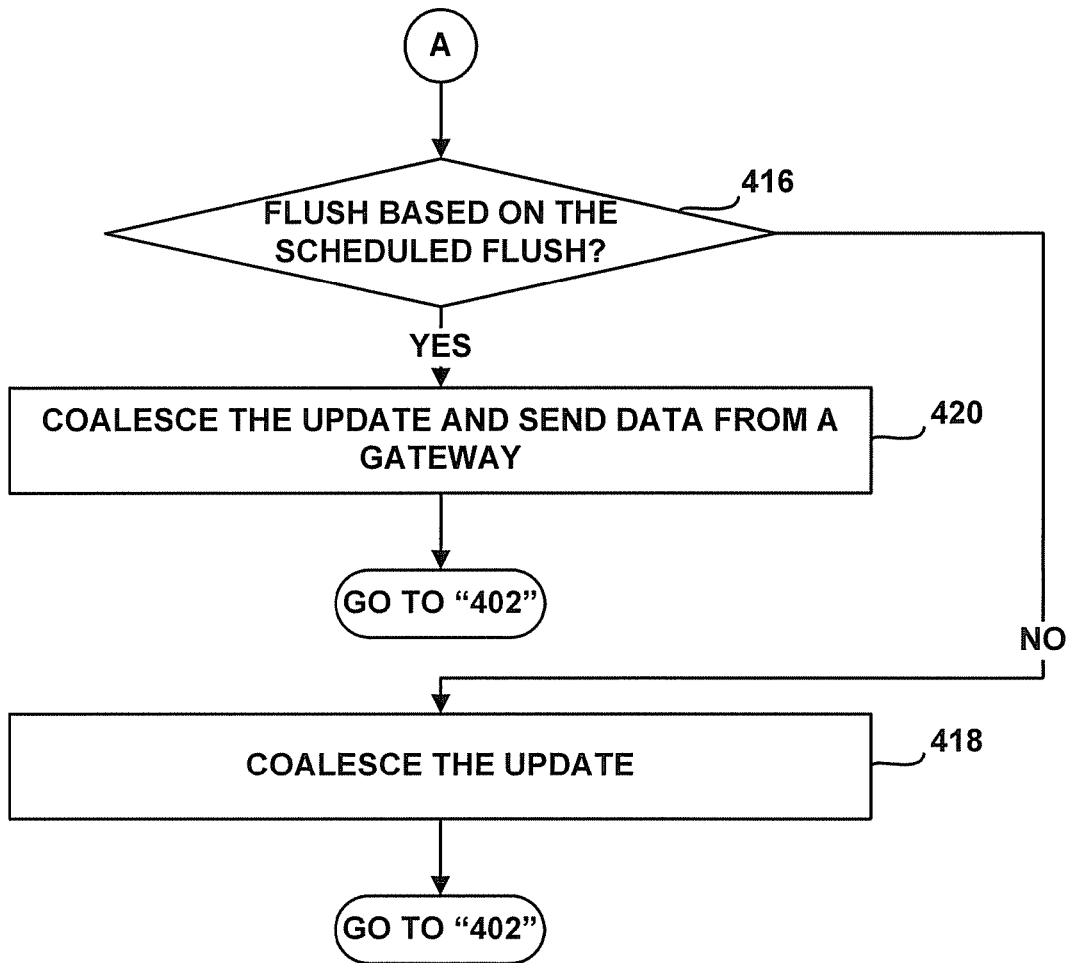 A
416
FLUSH BASED ON THE
SCHEDULED FLUSH?
YES
COALESCE THE UPDATE AND SEND DATA FROM A
GATEWAY
420
GO TO “402”
NO
COALESCE THE UPDATE
418
GO TO “402”